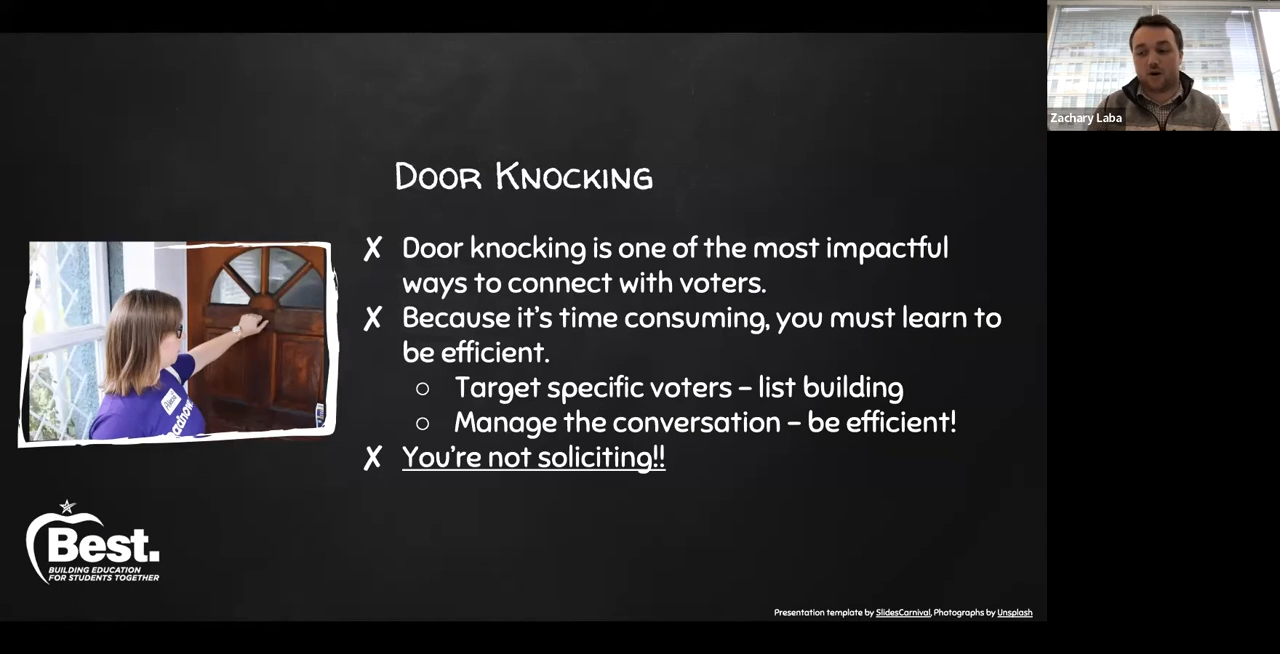 Zachary Laba
Door Knocking
✗ Door knocking is one of the most impactful
ways to connect with voters.
✗ Because it's time consuming, you must learn to
be efficient.
○ Target specific voters – list building
○ Manage the conversation – be efficient!
✗ You're not soliciting!!
Best.
BUILDING EDUCATION
FOR STUDENTS TOGETHER
Presentation template by SlidesCarnival, Photographs by Unsplash